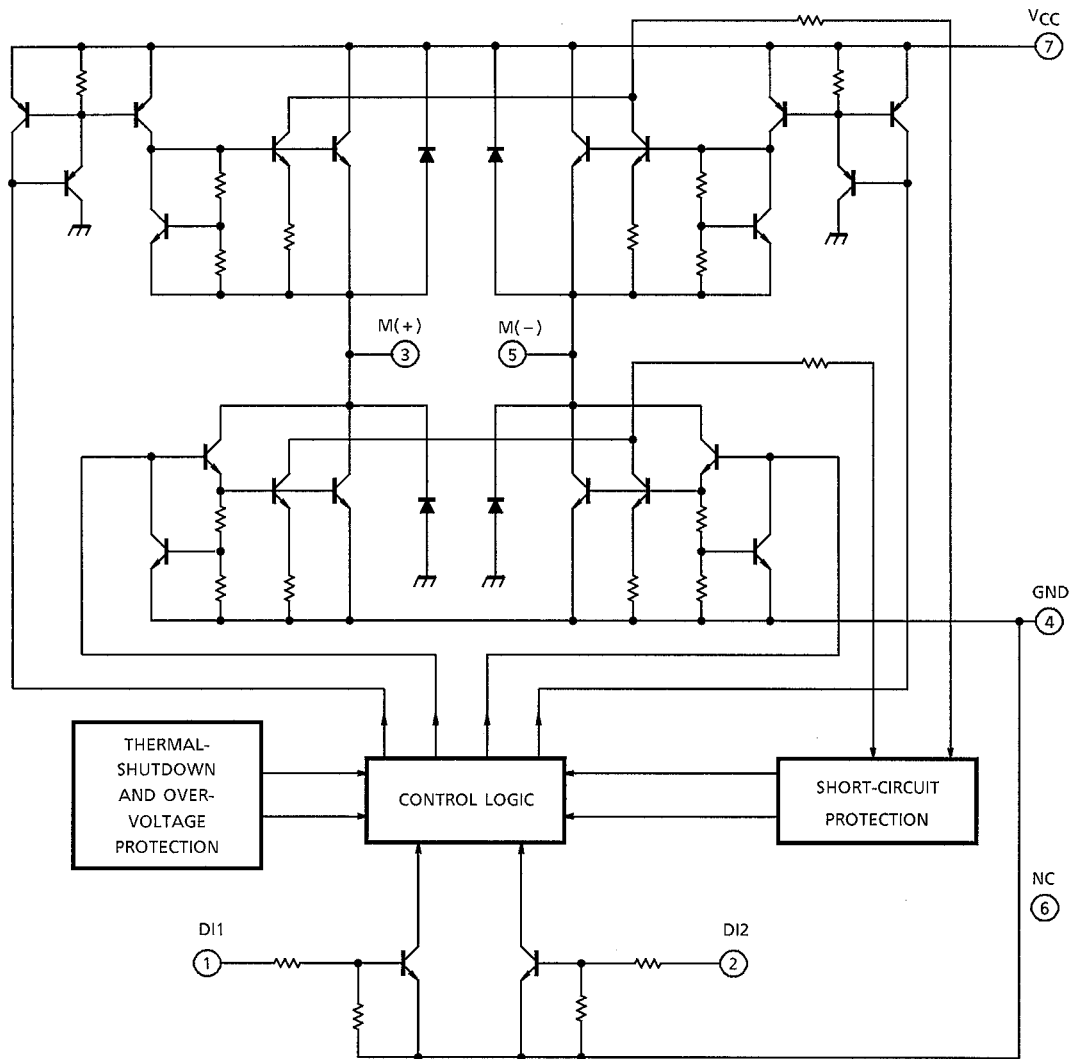 VCC
7
M(+)
3
M(−)
5
GND
4
THERMAL-
SHUTDOWN
AND OVER-
VOLTAGE
PROTECTION
CONTROL LOGIC
SHORT-CIRCUIT
PROTECTION
NC
6
DI1
1
DI2
2